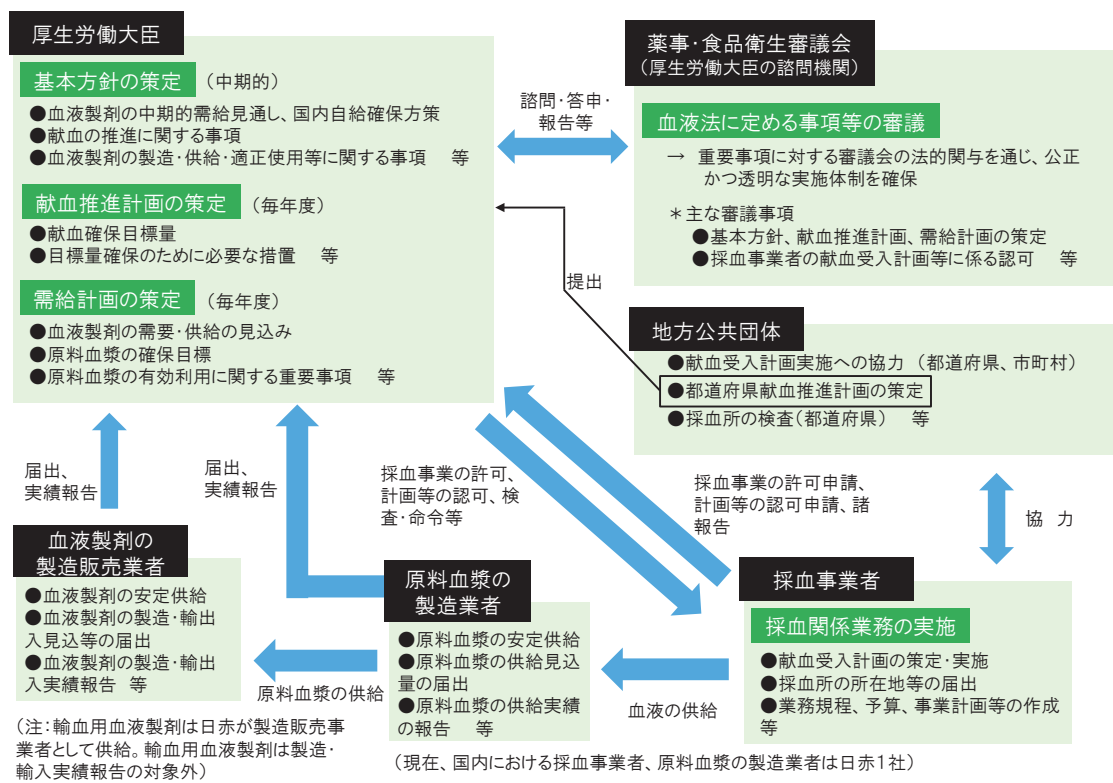 厚生労働大臣
基本方針の策定 (中期的)
●血液製剤の中期的需給見通し、国内自給確保方策
●献血の推進に関する事項
●血液製剤の製造・供給・適正使用等に関する事項 等
献血推進計画の策定 (毎年度)
●献血確保目標量
●目標量確保のために必要な措置 等
需給計画の策定 (毎年度)
●血液製剤の需要・供給の見込み
●原料血漿の確保目標
●原料血漿の有効利用に関する重要事項 等
諮問・答申・
報告等
薬事・食品衛生審議会
(厚生労働大臣の諮問機関)
血液法に定める事項等の審議
→ 重要事項に対する審議会の法的関与を通じ、公正
かつ透明な実施体制を確保
*主な審議事項
●基本方針、献血推進計画、需給計画の策定
●採血事業者の献血受入計画等に係る認可 等
提出
地方公共団体
●献血受入計画実施への協力 (都道府県、市町村)
●都道府県献血推進計画の策定
●採血所の検査(都道府県) 等
届出、
実績報告
届出、
実績報告
採血事業の許可、
計画等の認可、検
査・命令等
採血事業の許可申請、
計画等の認可申請、諸
報告
協 力
血液製剤の
製造販売業者
●血液製剤の安定供給
●血液製剤の製造・輸出
入見込等の届出
●血液製剤の製造・輸出
入実績報告 等
原料血漿の供給
原料血漿の
製造業者
●原料血漿の安定供給
●原料血漿の供給見込
量の届出
●原料血漿の供給実績
の報告 等
血液の供給
採血事業者
採血関係業務の実施
●献血受入計画の策定・実施
●採血所の所在地等の届出
●業務規程、予算、事業計画等の作成
等
(注:輸血用血液製剤は日赤が製造販売事
業者として供給。輸血用血液製剤は製造・
輸入実績報告の対象外)
(現在、国内における採血事業者、原料血漿の製造業者は日赤1社)